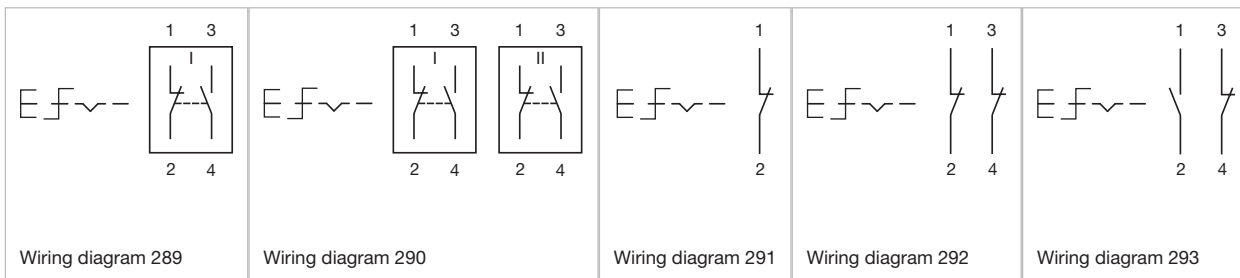 1 3
I
2 4
Wiring diagram 289
1 3
I
2 4
1 3
II
2 4
Wiring diagram 290
1
2
Wiring diagram 291
1 3
2 4
Wiring diagram 292
1 3
2 4
Wiring diagram 293